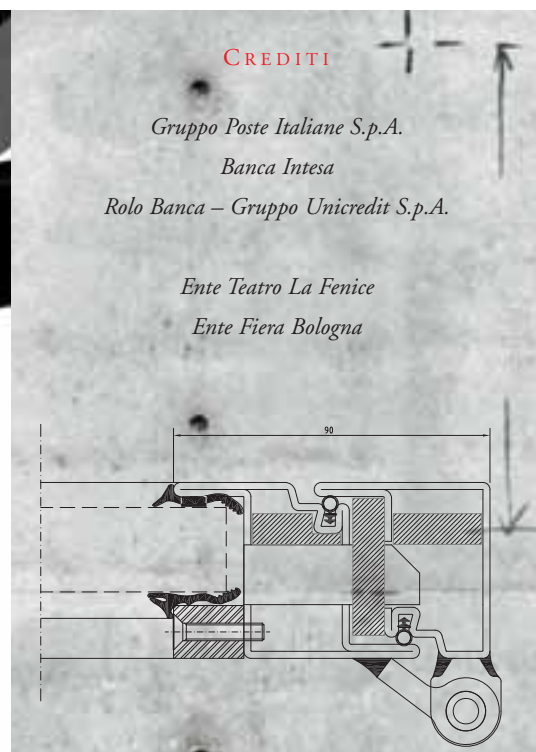 CREDITI
Gruppo Poste Italiane S.p.A.
Banca Intesa
Rolo Banca – Gruppo Unicredit S.p.A.
Ente Teatro La Fenice
Ente Fiera Bologna
90